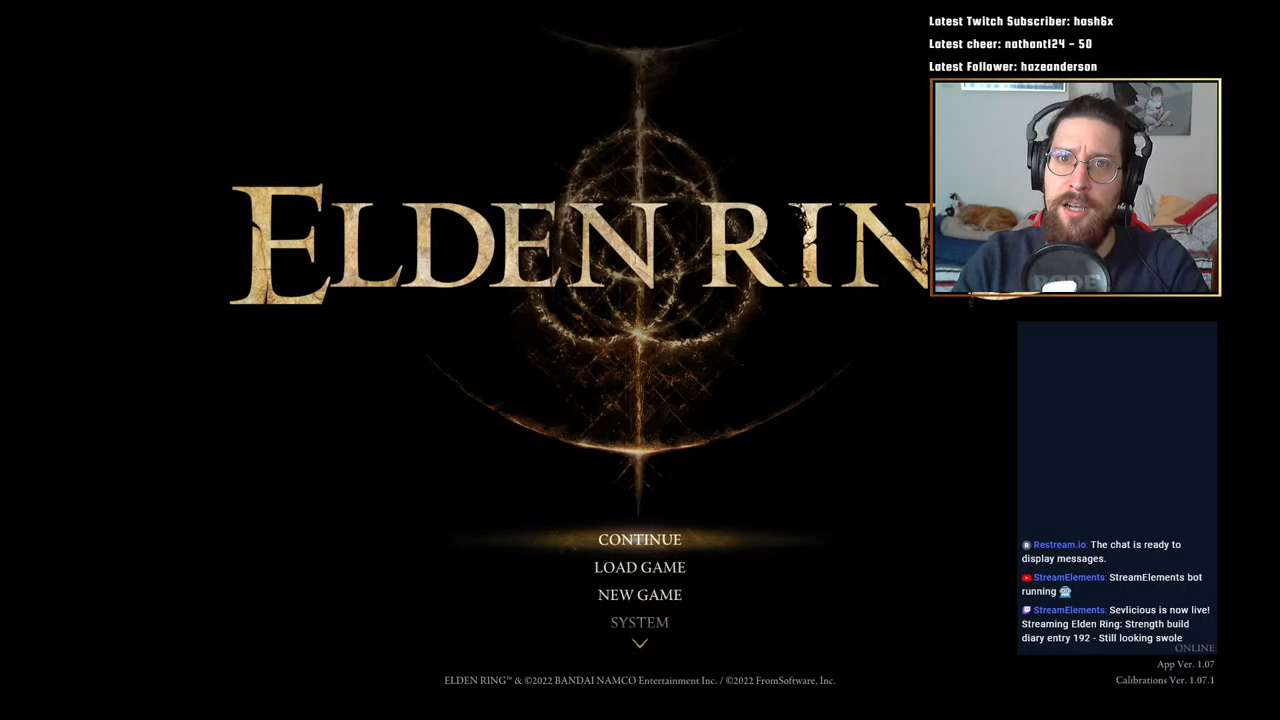 Latest Twitch Subscriber: hash6x
Latest cheer: nathant124 - 50
Latest Follower: hazeanderson
ELDEN RIN
RODE
CONTINUE
LOAD GAME
NEW GAME
SYSTEM
Restream.io: The chat is ready to
display messages.
StreamElements: StreamElements bot
running
StreamElements: Sevlicious is now live!
Streaming Elden Ring: Strength build
diary entry 192 - Still looking swole
ONLINE
App Ver. 1.07
Calibrations Ver. 1.07.1
ELDEN RING™ & ©2022 BANDAI NAMCO Entertainment Inc. / ©2022 FromSoftware, Inc.